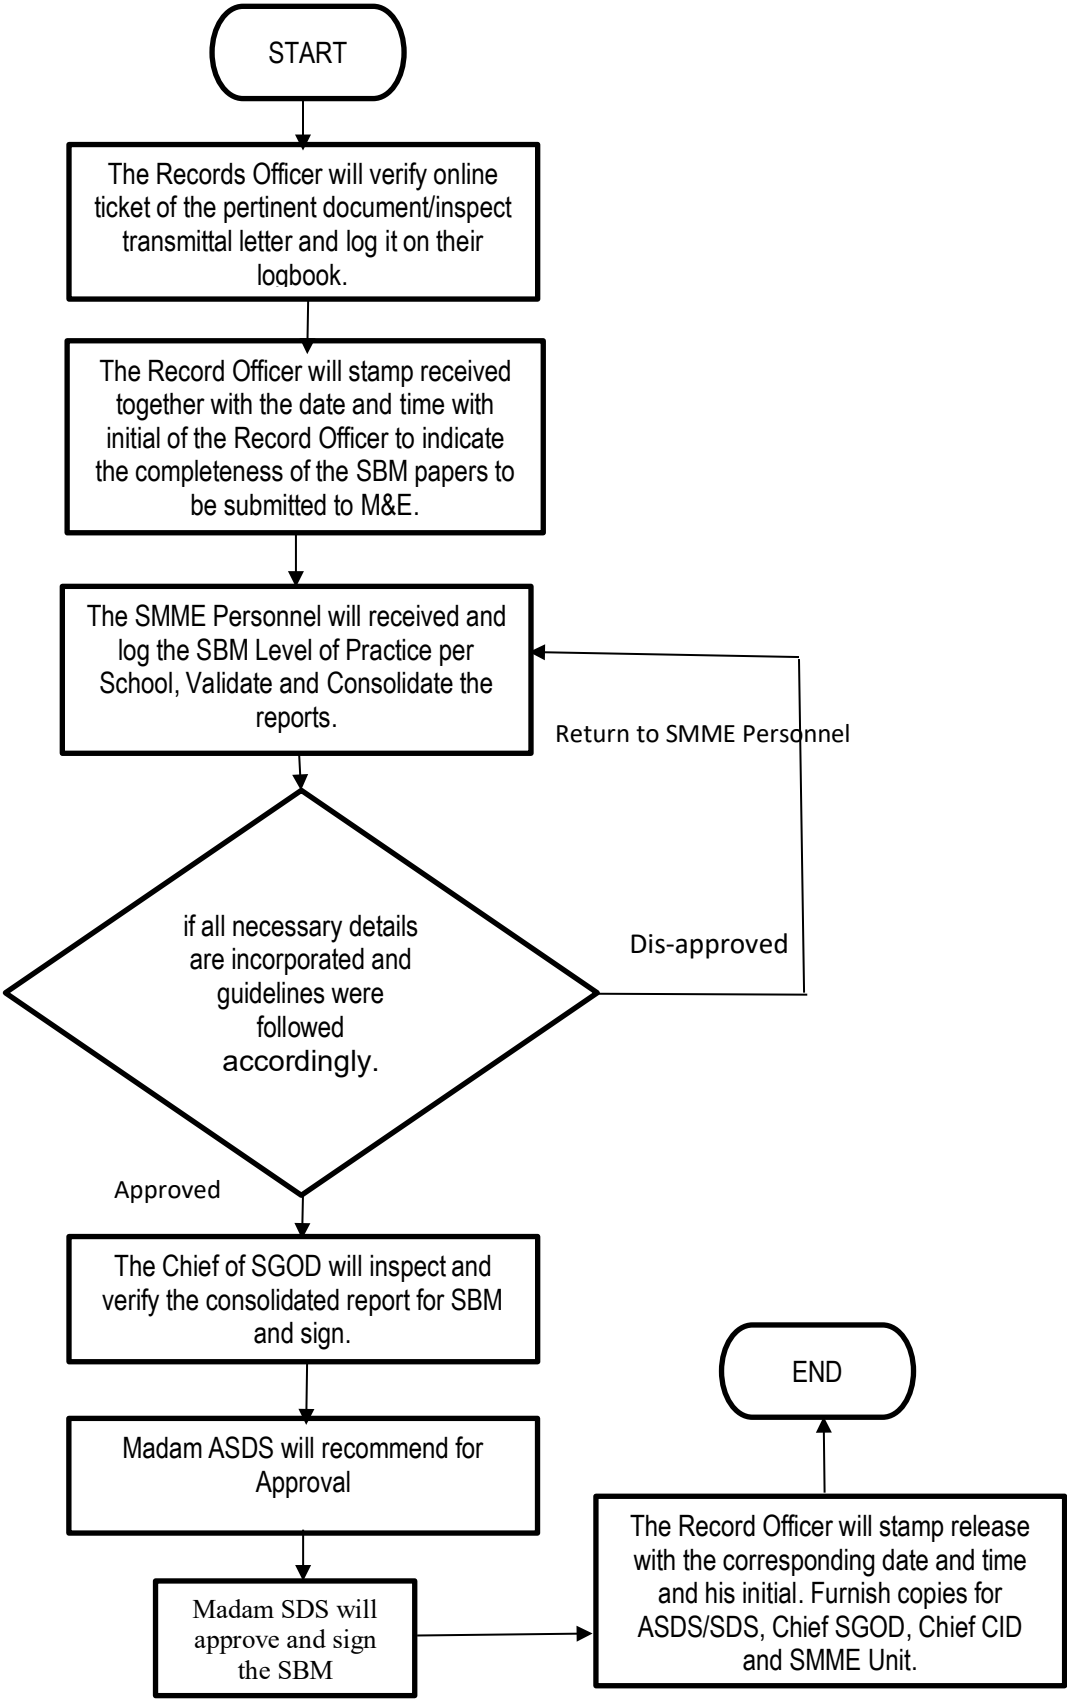 START
The Records Officer will verify online
ticket of the pertinent document/inspect
transmittal letter and log it on their
logbook.
The Record Officer will stamp received
together with the date and time with
initial of the Record Officer to indicate
the completeness of the SBM papers to
be submitted to M&E.
The SMME Personnel will received and
log the SBM Level of Practice per
School, Validate and Consolidate the
reports.
Return to SMME Personnel
if all necessary details
are incorporated and
guidelines were
followed
accordingly.
Dis-approved
Approved
The Chief of SGOD will inspect and
verify the consolidated report for SBM
and sign.
Madam ASDS will recommend for
Approval
Madam SDS will
approve and sign
the SBM
The Record Officer will stamp release
with the corresponding date and time
and his initial. Furnish copies for
ASDS/SDS, Chief SGOD, Chief CID
and SMME Unit.
END